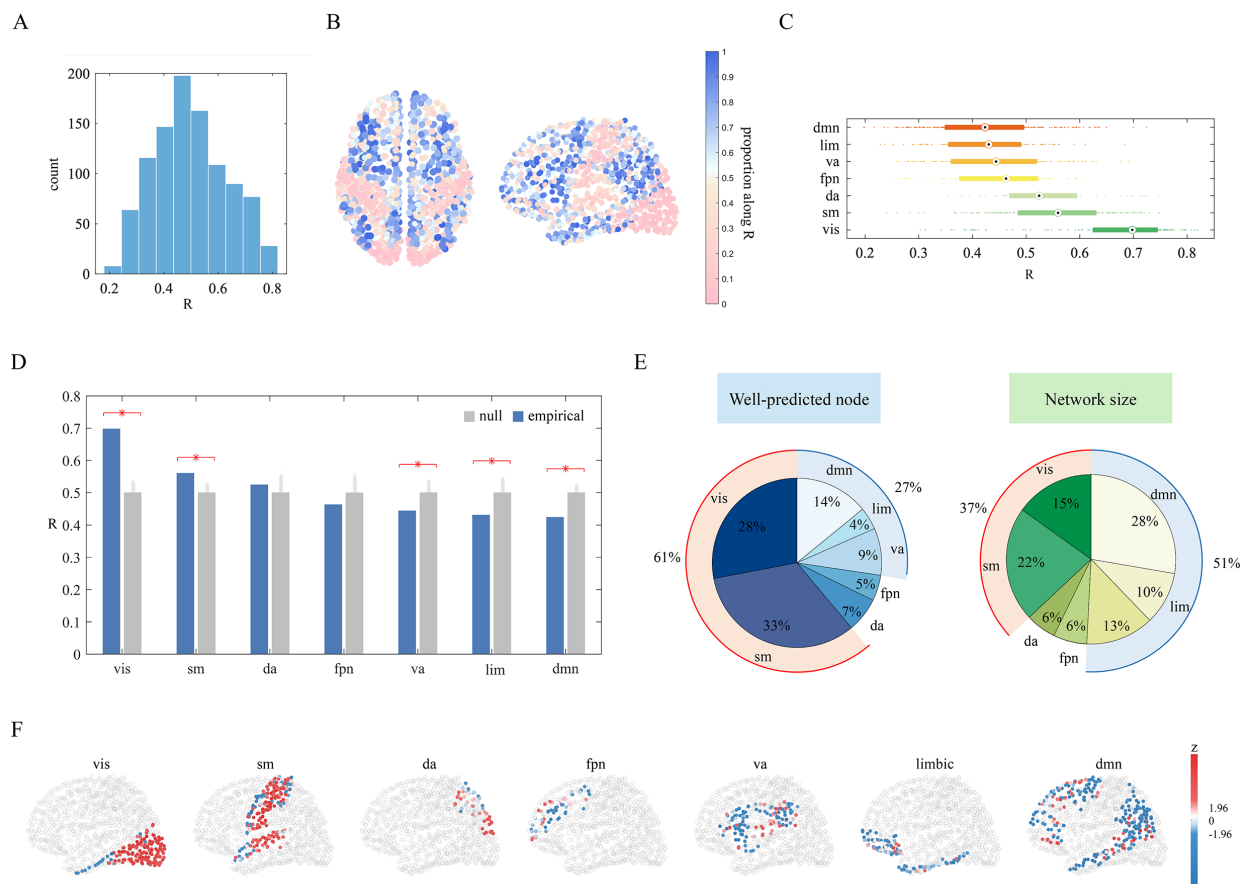 A
200
150
100
50
0
count
0.2 0.4 0.6 0.8
R
B
1
0.9
0.8
0.7
0.6
0.5
0.4
0.3
0.2
0.1
0
proportion along R
C
dmn
lim
va
fpn
da
sm
vis
0.2 0.3 0.4 0.5 0.6 0.7 0.8
R
D
0.8
0.7
0.6
0.5
0.4
0.3
0.2
0.1
0
R
* * * * *
null empirical
vis sm da fpn va lim dmn
E
Well-predicted node
vis
dmn
lim
va
fpn
da
sm
28%
14%
4%
9%
5%
7%
33%
27%
61%
Network size
vis
dmn
lim
fpn
da
sm
15%
28%
10%
13%
6%
6%
22%
37%
51%
F
vis sm da fpn va limbic dmn
z
1.96
0
-1.96